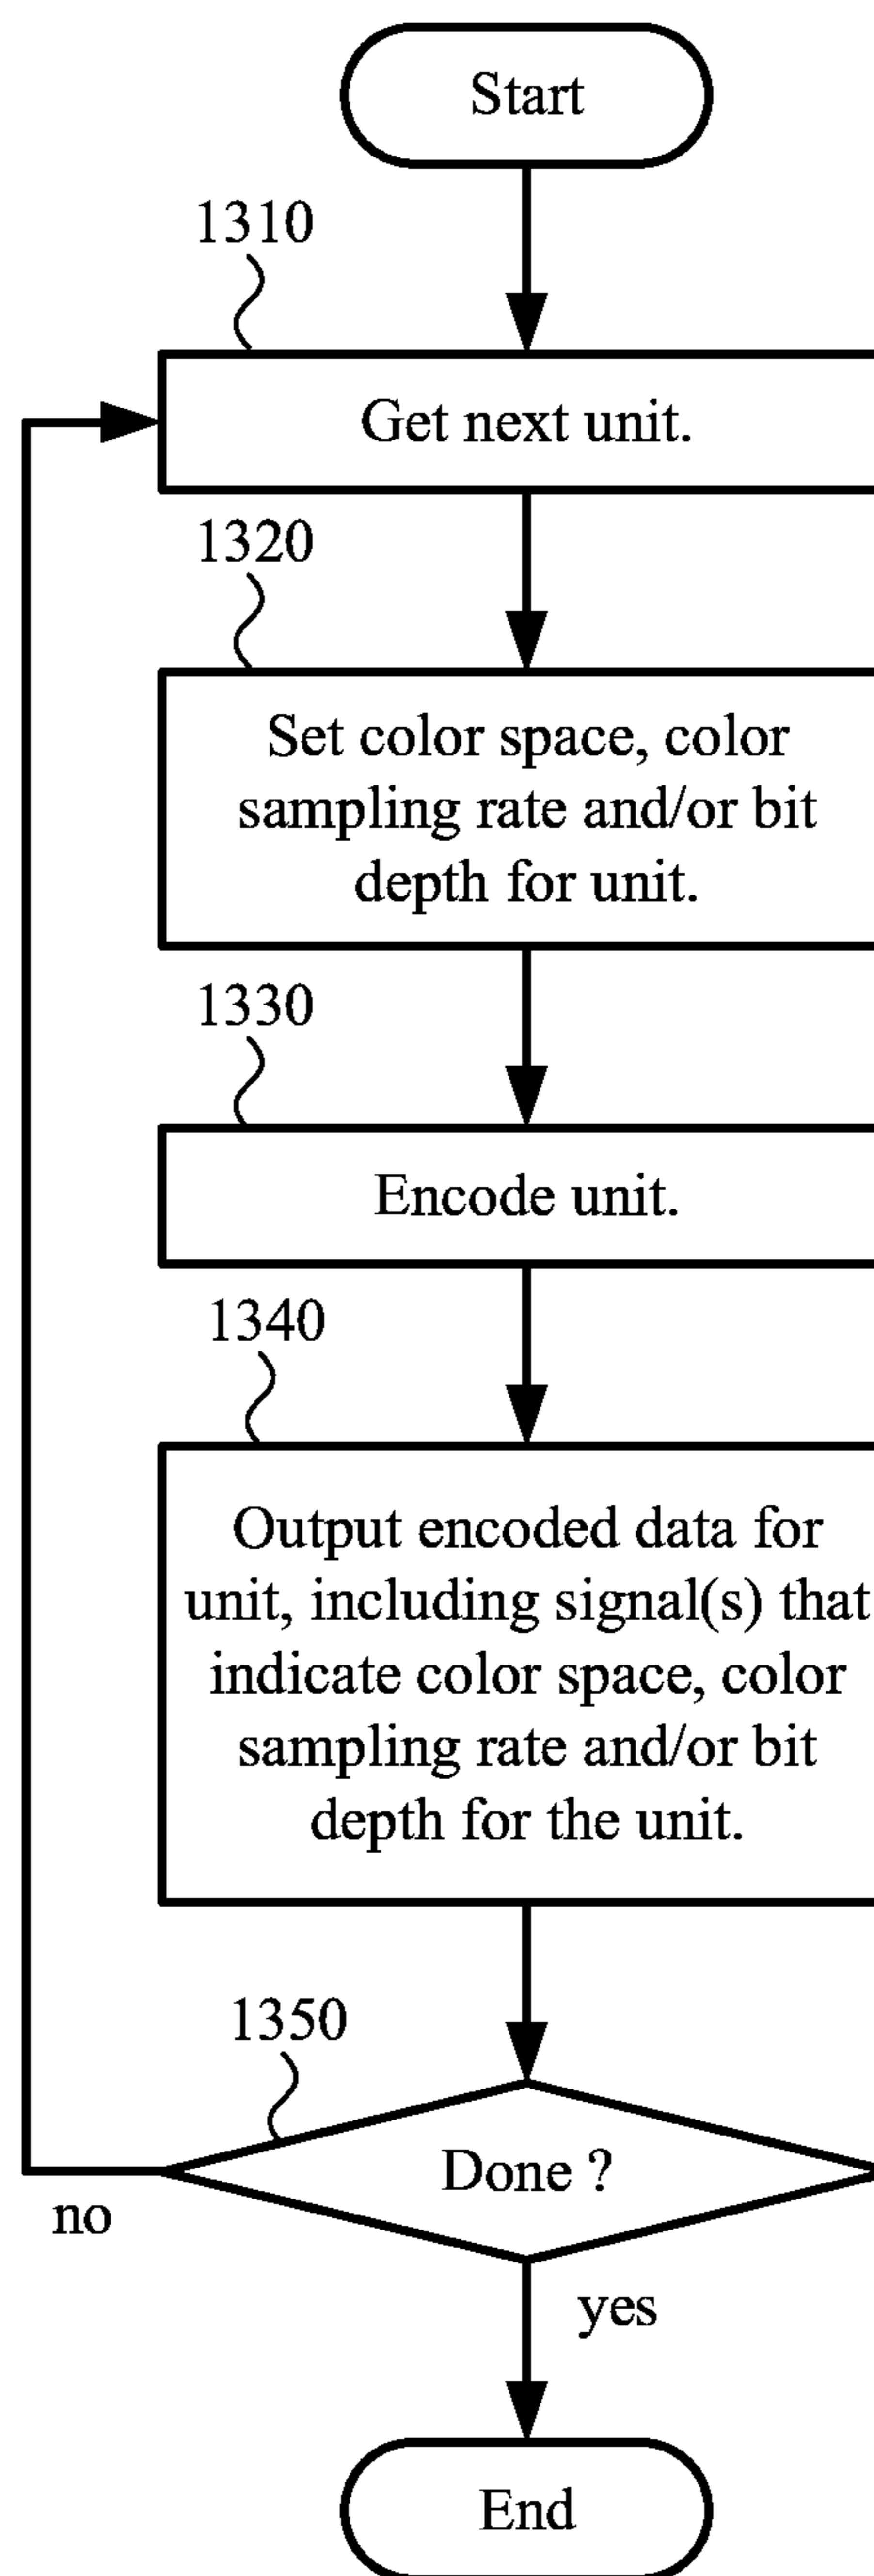 Start
1310
Get next unit.
1320
Set color space, color
sampling rate and/or bit
depth for unit.
1330
Encode unit.
1340
Output encoded data for
unit, including signal(s) that
indicate color space, color
sampling rate and/or bit
depth for the unit.
1350
Done ?
no
yes
End